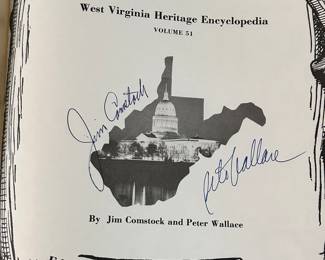 West Virginia Heritage Encyclopedia
VOLUME 51
Jim Comstock
Pete Wallace
By Jim Comstock and Peter Wallace